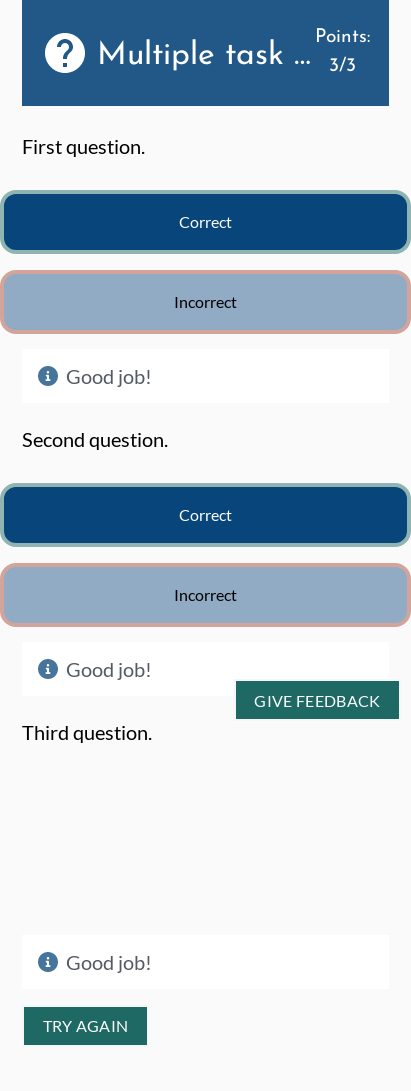 Multiple task ...
Points:
3/3
First question.
Correct
Incorrect
Good job!
Second question.
Correct
Incorrect
Good job!
GIVE FEEDBACK
Third question.
Good job!
TRY AGAIN